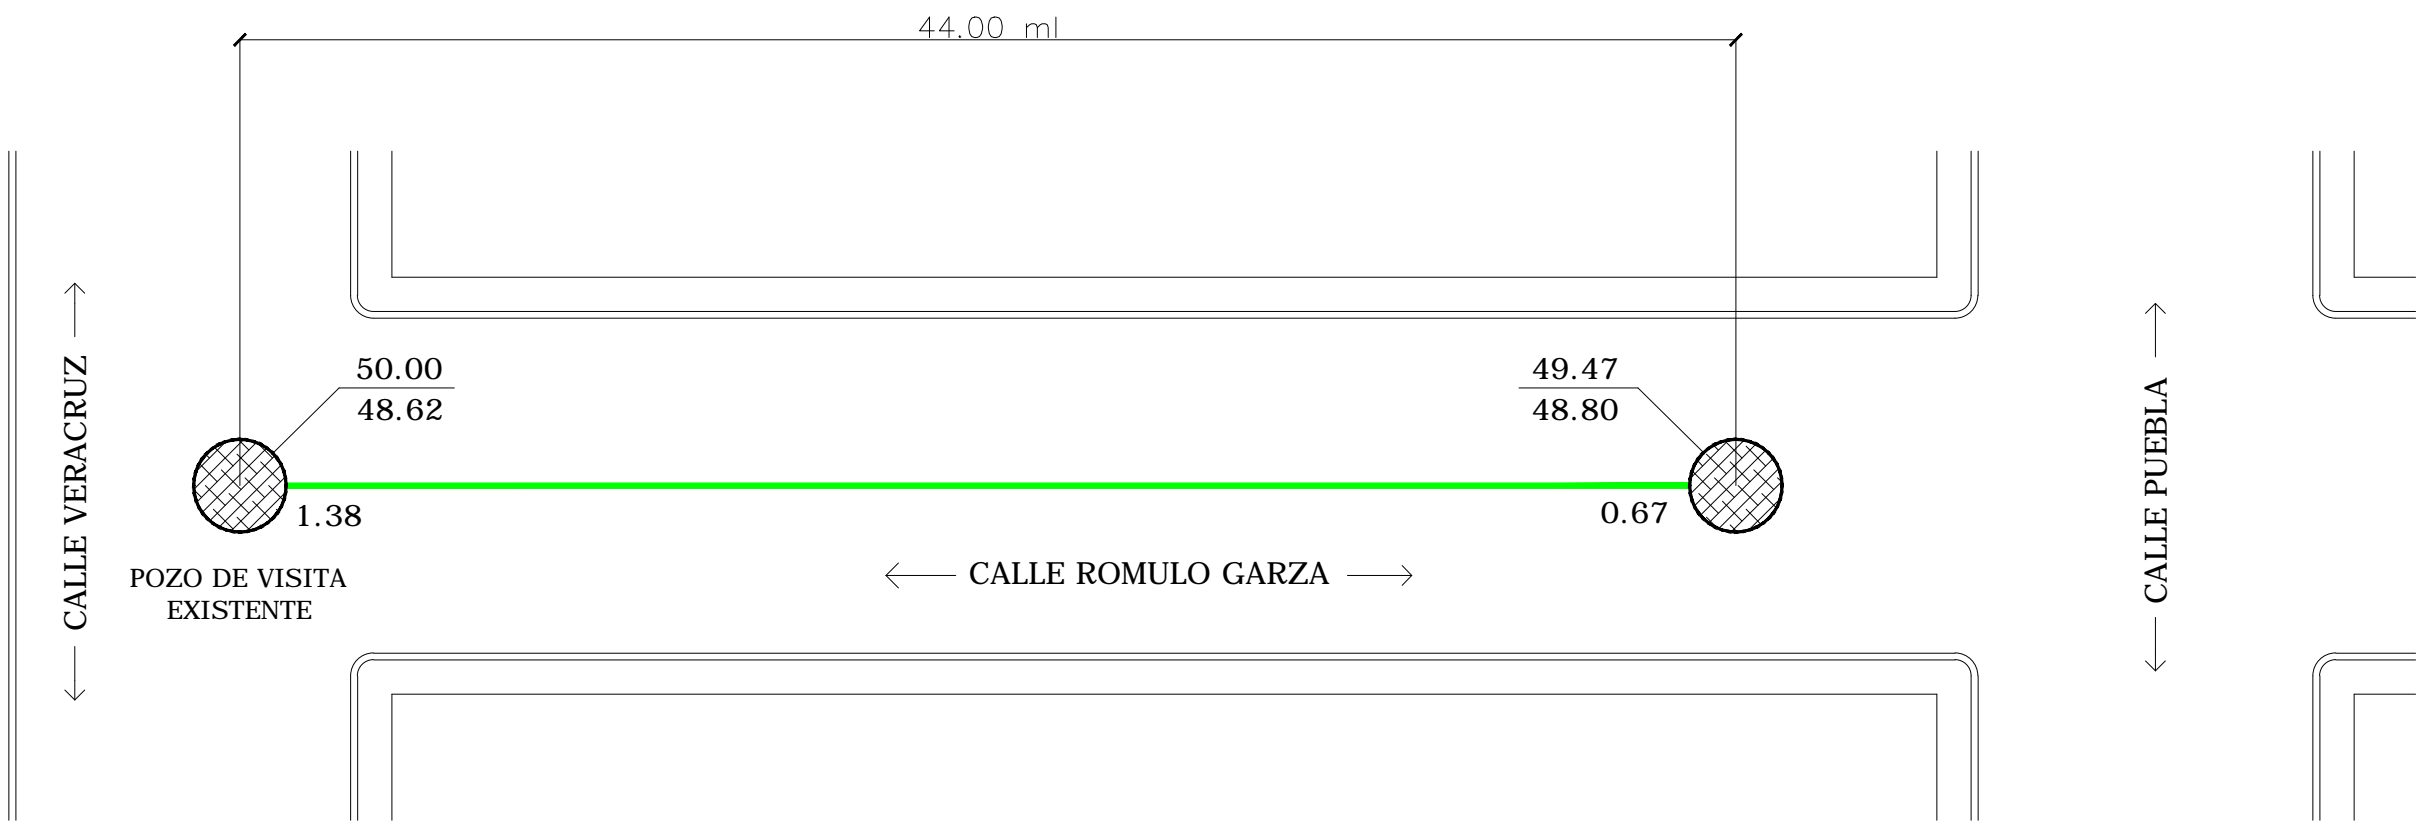 44.00 ml
50.00
48.62
49.47
48.80
1.38
0.67
CALLE VERACRUZ
POZO DE VISITA
EXISTENTE
CALLE ROMULO GARZA
CALLE PUEBLA